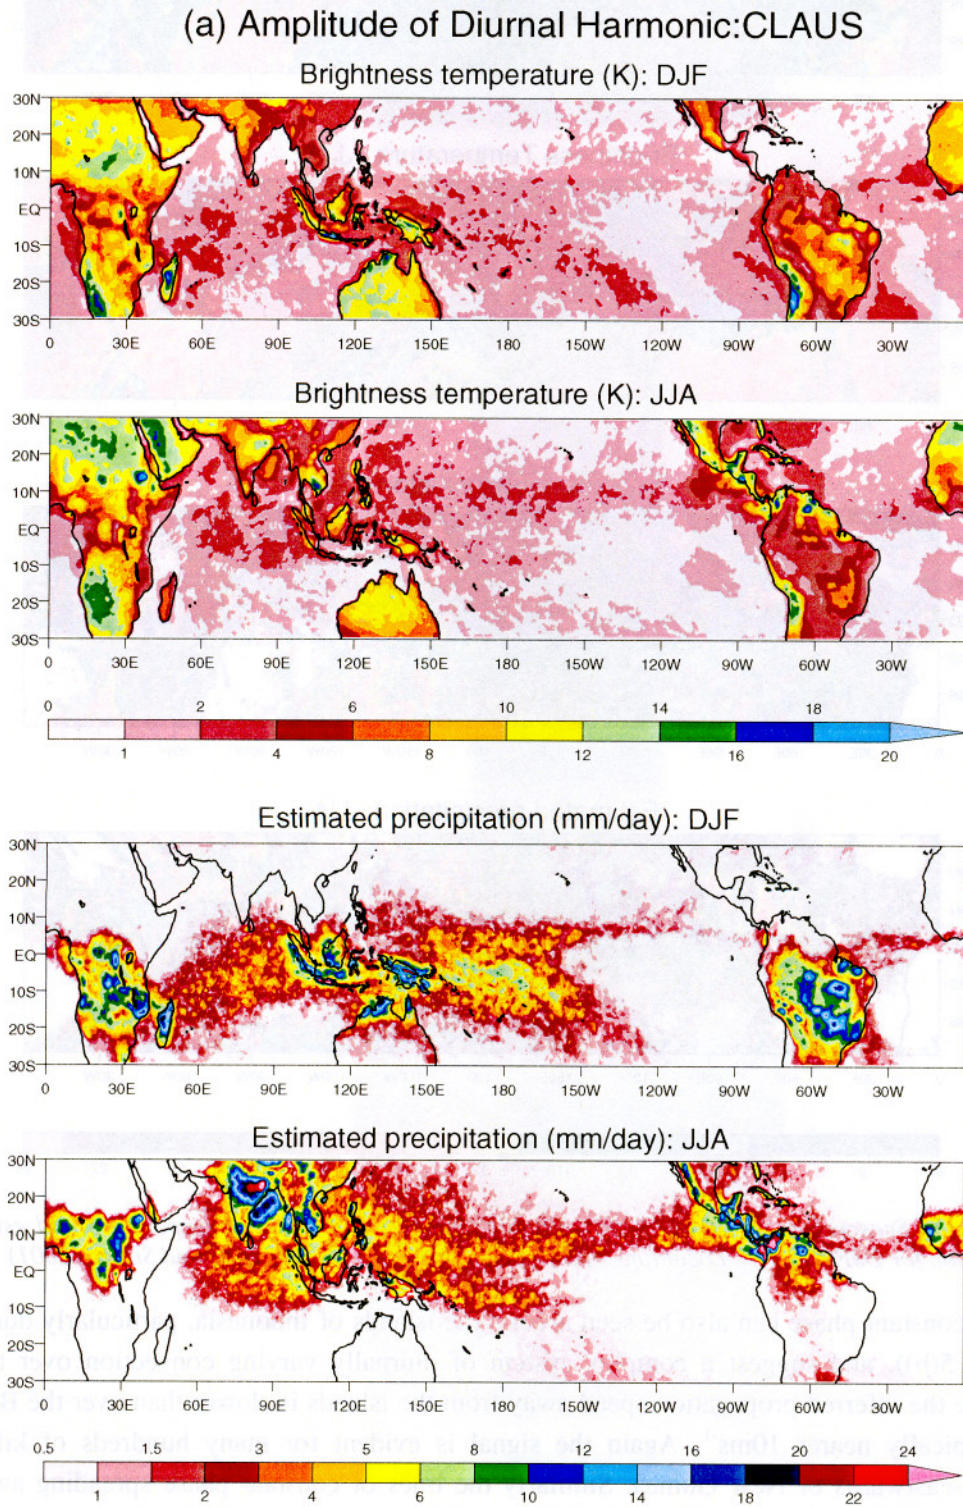 (a) Amplitude of Diurnal Harmonic:CLAUS
Brightness temperature (K): DJF
30N
20N
10N
EQ
10S
20S
30S
0 30E 60E 90E 120E 150E 180 150W 120W 90W 60W 30W
Brightness temperature (K): JJA
30N
20N
10N
EQ
10S
20S
30S
0 30E 60E 90E 120E 150E 180 150W 120W 90W 60W 30W
0 2 6 10 14 18
1 4 8 12 16 20
Estimated precipitation (mm/day): DJF
30N
20N
10N
EQ
10S
20S
30S
0 30E 60E 90E 120E 150E 180 150W 120W 90W 60W 30W
Estimated precipitation (mm/day): JJA
30N
20N
10N
EQ
10S
20S
30S
0 30E 60E 90E 120E 150E 180 150W 120W 90W 60W 30W
0.5 1.5 3 5 8 12 16 20 24
1 2 4 6 10 14 18 22